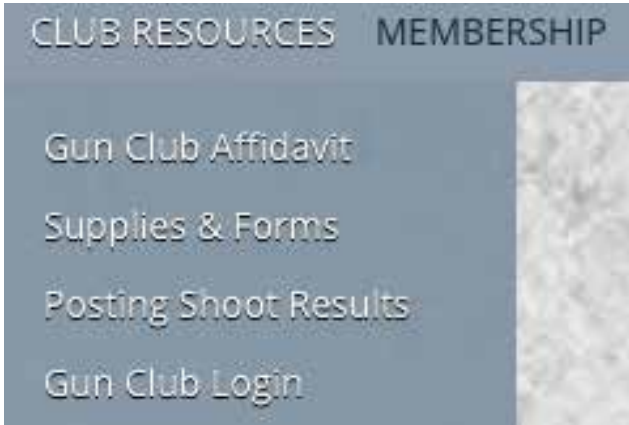 CLUB RESOURCES MEMBERSHIP
Gun Club Affidavit
Supplies & Forms
Posting Shoot Results
Gun Club Login